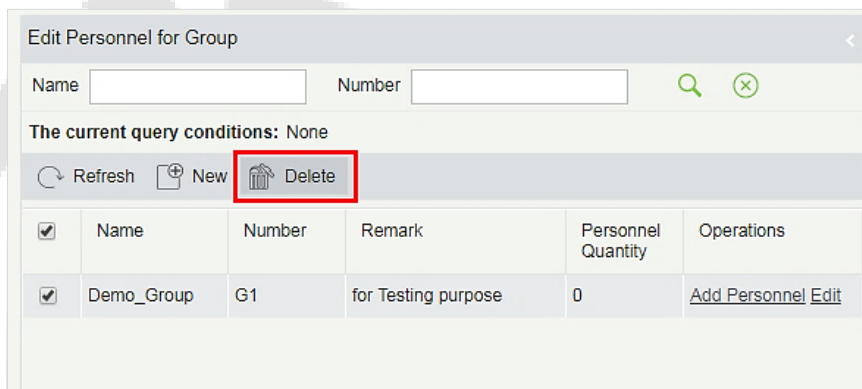 Edit Personnel for Group
Name Number
The current query conditions: None
Refresh New Delete
Name Number Remark Personnel Quantity Operations
Demo_Group G1 for Testing purpose 0 Add Personnel Edit